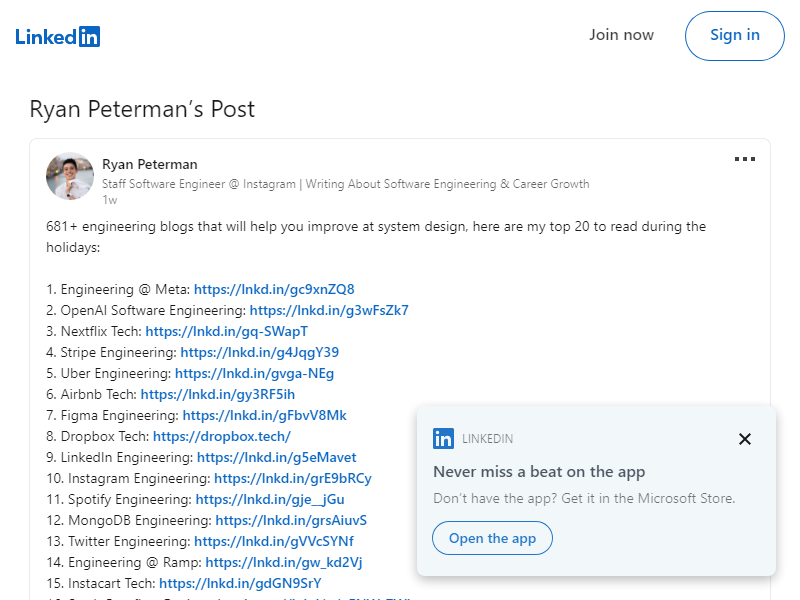 Linkedin
Join now
Sign in
Ryan Peterman's Post
Ryan Peterman
Staff Software Engineer @ Instagram | Writing About Software Engineering & Career Growth
1w
681+ engineering blogs that will help you improve at system design, here are my top 20 to read during the
holidays:
1. Engineering @ Meta: https://lnkd.in/gc9xnZQ8
2. OpenAI Software Engineering: https://lnkd.in/g3wFsZk7
3. Nextflix Tech: https://lnkd.in/gq-SWapT
4. Stripe Engineering: https://lnkd.in/g4JqgY39
5. Uber Engineering: https://lnkd.in/gvga-NEg
6. Airbnb Tech: https://lnkd.in/gy3RF5ih
7. Figma Engineering: https://lnkd.in/gFbvV8Mk
8. Dropbox Tech: https://dropbox.tech/
9. LinkedIn Engineering: https://lnkd.in/g5eMavet
10. Instagram Engineering: https://lnkd.in/grE9bRCy
11. Spotify Engineering: https://lnkd.in/gje__jGu
12. MongoDB Engineering: https://lnkd.in/grsAiuvS
13. Twitter Engineering: https://lnkd.in/gVVcSYNf
14. Engineering @ Ramp: https://lnkd.in/gw_kd2Vj
15. Instacart Tech: https://lnkd.in/gdGN9SrY
LINKEDIN
Never miss a beat on the app
Don't have the app? Get it in the Microsoft Store.
Open the app